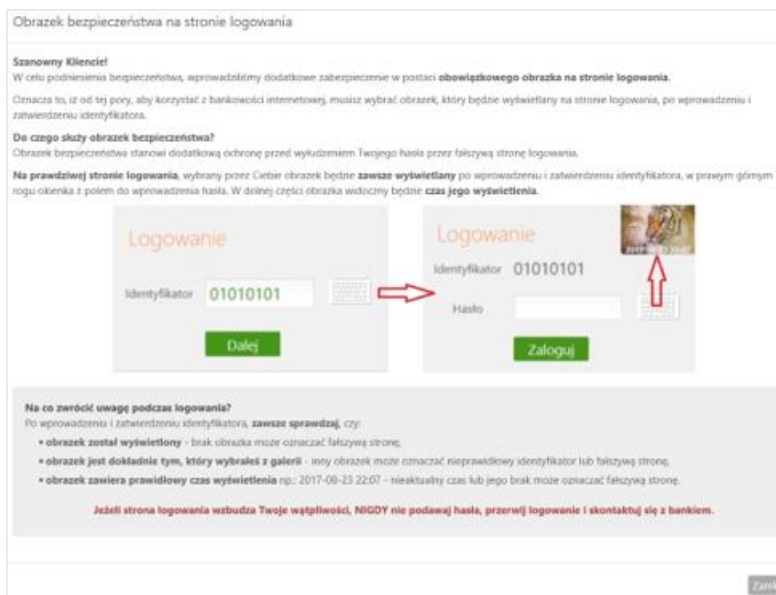 Obrazek bezpieczeństwa na stronie logowania
Szanowny Kliencie!
W celu podniesienia bezpieczeństwa, wprowadziliśmy dodatkowe zabezpieczenie w postaci obowiązkowego obrazka na stronie logowania.
Oznacza to, iż od tej pory, aby korzystać z bankowości internetowej, musisz wybrać obrazek, który będzie wyświetlany na stronie logowania, po wprowadzeniu i
zatwierdzeniu identyfikatora.
Do czego służy obrazek bezpieczeństwa?
Obrazek bezpieczeństwa stanowi dodatkową ochronę przed wyłudzeniem Twojego hasła przez fałszywą stronę logowania.
Na prawdziwej stronie logowania, wybrany przez Ciebie obrazek będzie zawsze wyświetlany po wprowadzeniu i zatwierdzeniu identyfikatora, w prawym górnym
rogu okienka z polem do wprowadzenia hasła. W dolnej części obrazka widoczny będzie czas jego wyświetlenia.
Logowanie
Identyfikator 01010101
Dalej
Logowanie
Identyfikator 01010101
Hasło
Zaloguj
Na co zwrócić uwagę podczas logowania?
Po wprowadzeniu i zatwierdzeniu identyfikatora, zawsze sprawdzaj, czy:
• obrazek został wyświetlony - brak obrazka może oznaczać fałszywą stronę,
• obrazek jest dokładnie tym, który wybrałeś z galerii - inny obrazek może oznaczać nieprawidłowy identyfikator lub fałszywą stronę,
• obrazek zawiera prawidłowy czas wyświetlenia np.: 2017-08-23 22:07 - nieaktualny czas lub jego brak może oznaczać fałszywą stronę.
Jeżeli strona logowania wzbudza Twoje wątpliwości, NIGDY nie podawaj hasła, przerwij logowanie i skontaktuj się z bankiem.